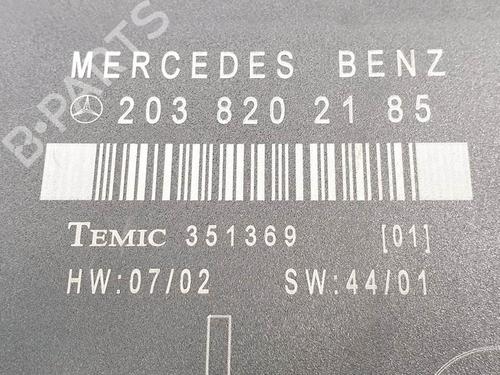 B-PARTS
MERCEDES BENZ
203 820 21 85
TEMIC 351369 [01]
HW:07/02 SW:44/01